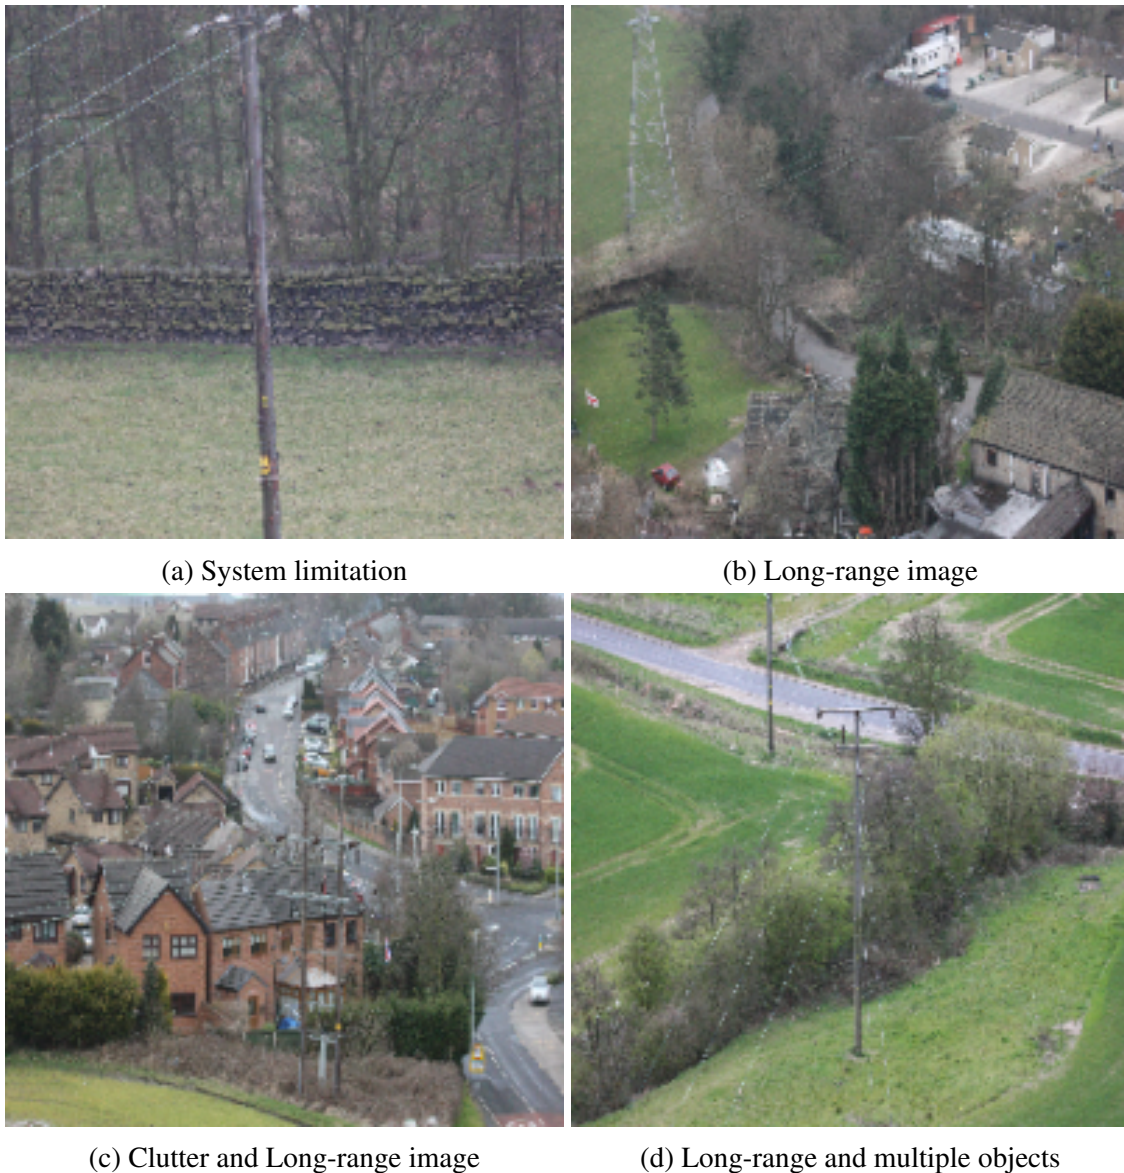 (a) System limitation
(b) Long-range image
(c) Clutter and Long-range image
(d) Long-range and multiple objects